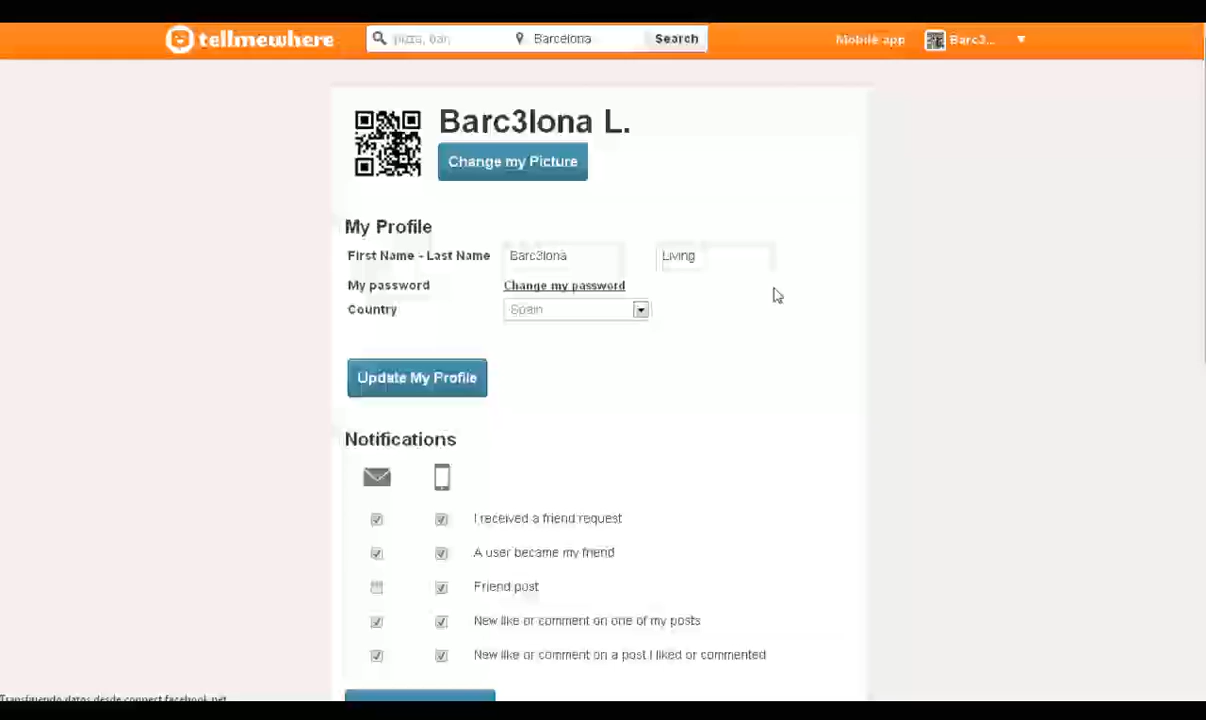 tellmewhere
pizza, bar, Barcelona Search
Mobile app Barc3...
Barc3lona L.
Change my Picture
My Profile
First Name - Last Name Barc3lona Living
My password Change my password
Country Spain
Update My Profile
Notifications
I received a friend request
A user became my friend
Friend post
New like or comment on one of my posts
New like or comment on a post I liked or commented
Transfiriendo datos desde connect.facebook.net...